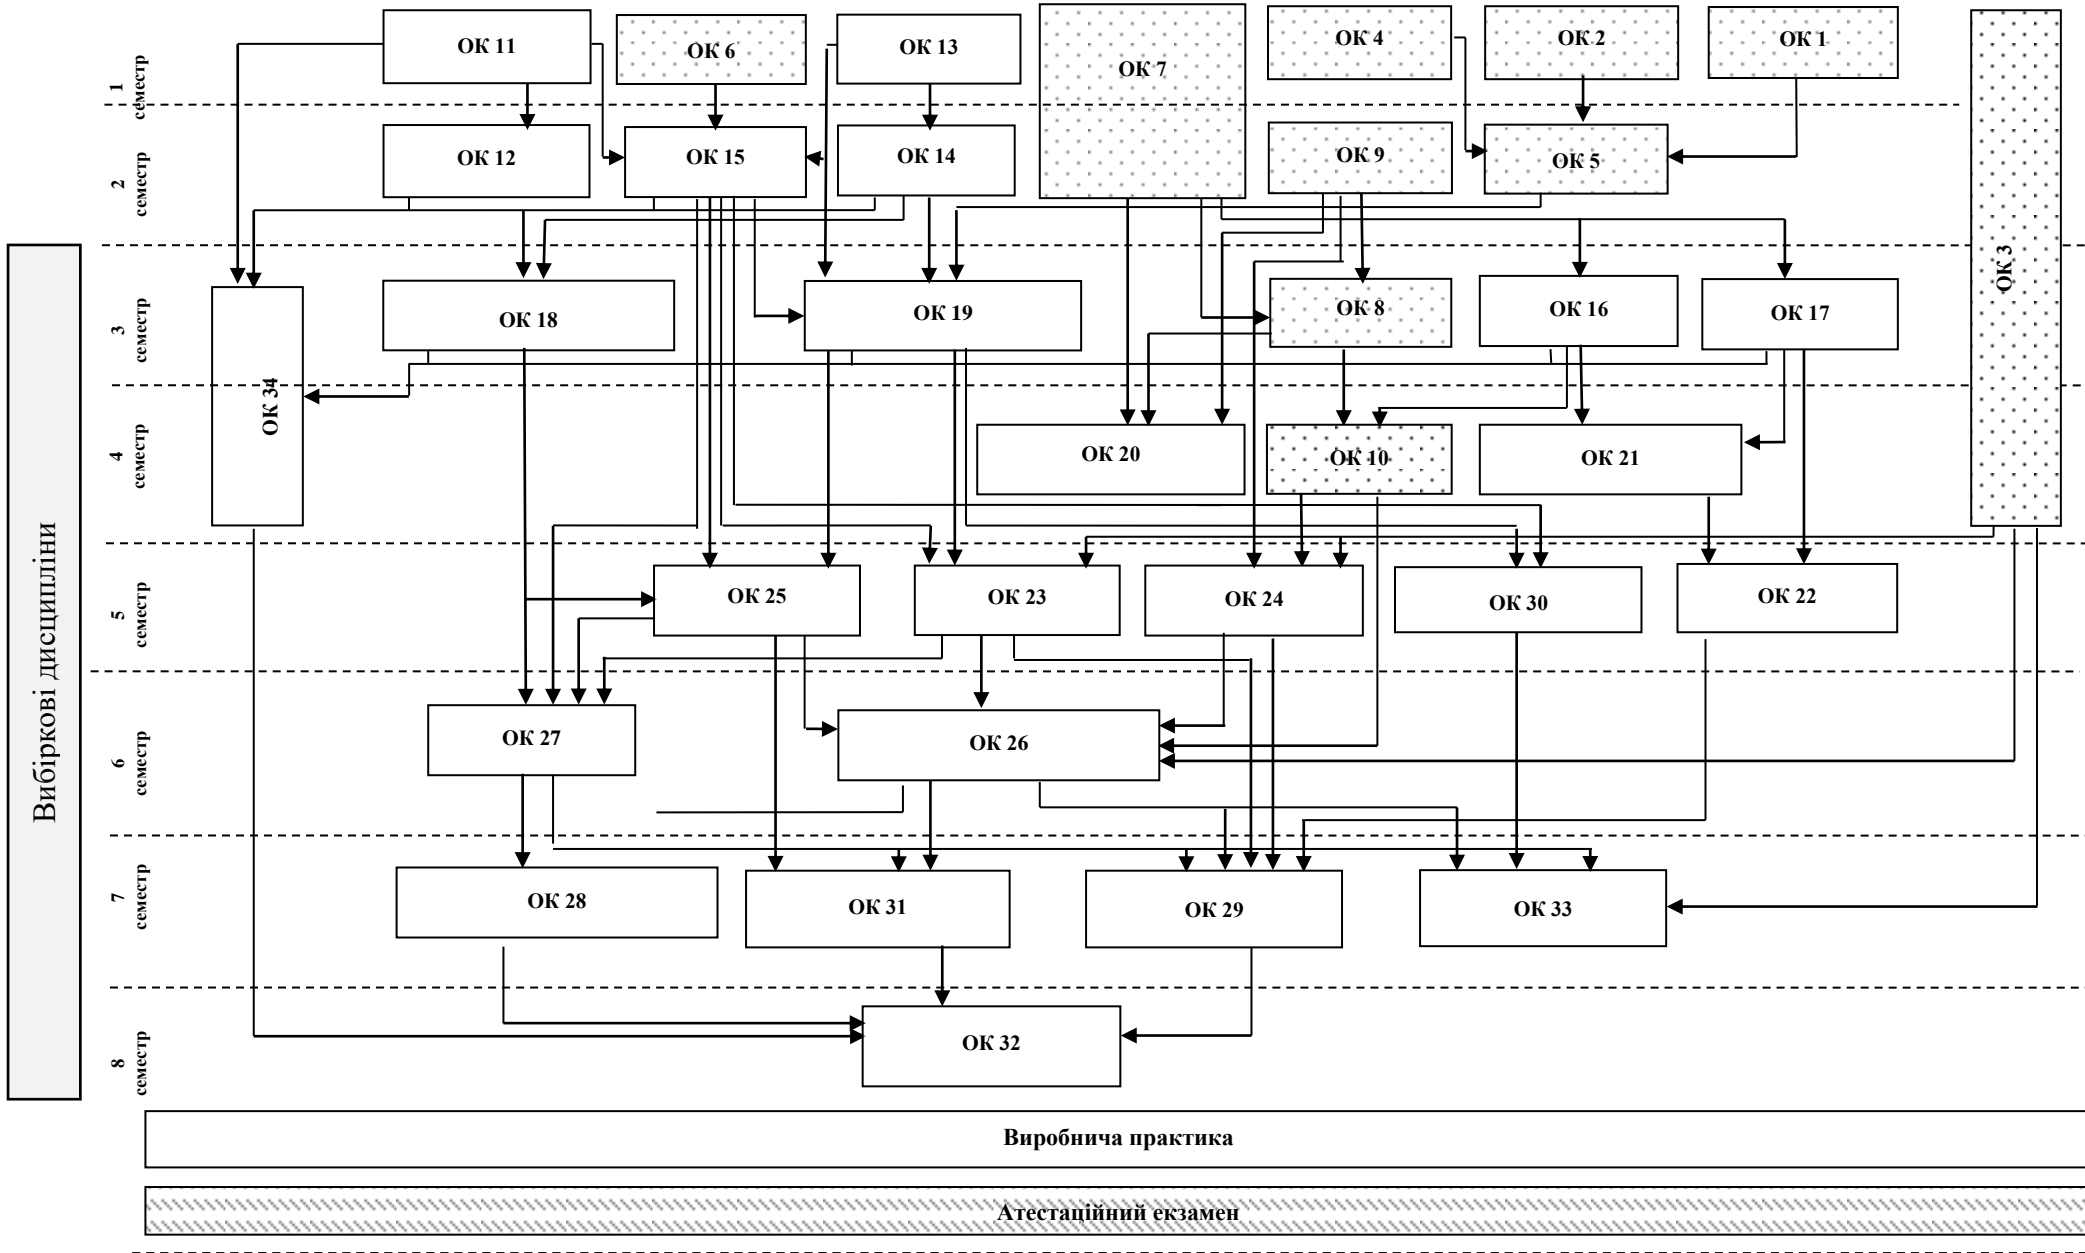 ОК 11
ОК 6
ОК 13
ОК 7
ОК 4
ОК 2
ОК 1
1
семестр
ОК 12
ОК 15
ОК 14
ОК 9
ОК 5
2
семестр
ОК 3
Вибіркові дисципліни
ОК 34
ОК 18
ОК 19
ОК 8
ОК 16
ОК 17
3
семестр
ОК 20
ОК 10
ОК 21
4
семестр
ОК 25
ОК 23
ОК 24
ОК 30
ОК 22
5
семестр
ОК 27
ОК 26
6
семестр
ОК 28
ОК 31
ОК 29
ОК 33
7
семестр
ОК 32
8
семестр
Виробнича практика
Атестаційний екзамен